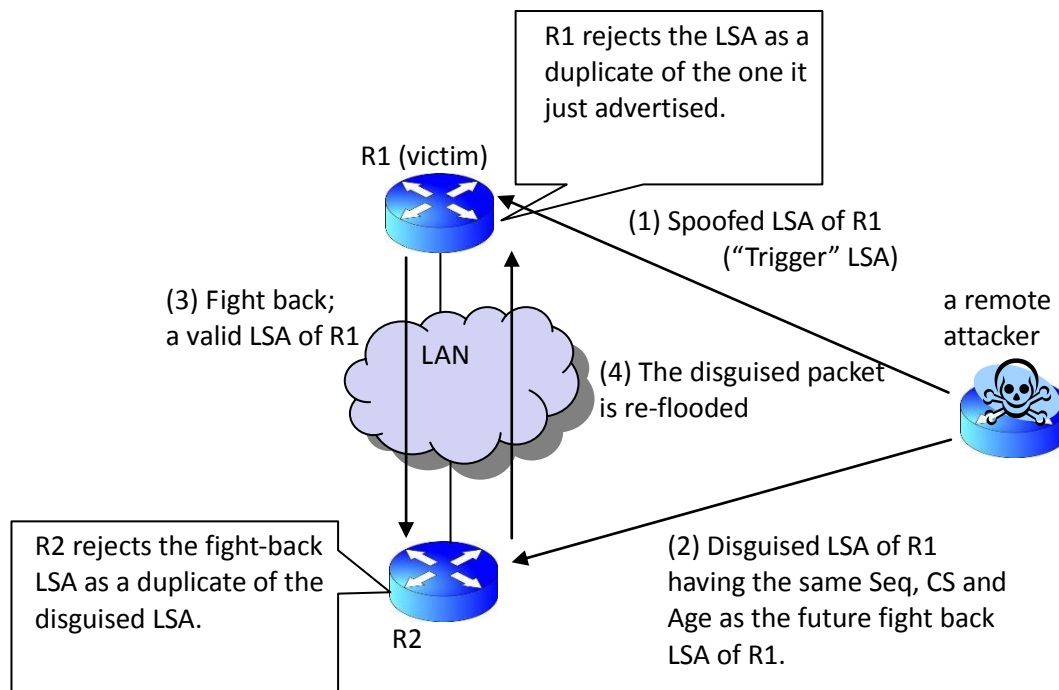 R1 rejects the LSA as a
duplicate of the one it
just advertised.
R1 (victim)
(1) Spoofed LSA of R1
(“Trigger” LSA)
(3) Fight back;
a valid LSA of R1
LAN
a remote
attacker
(4) The disguised packet
is re-flooded
R2 rejects the fight-back
LSA as a duplicate of the
disguised LSA.
R2
(2) Disguised LSA of R1
having the same Seq, CS and
Age as the future fight back
LSA of R1.